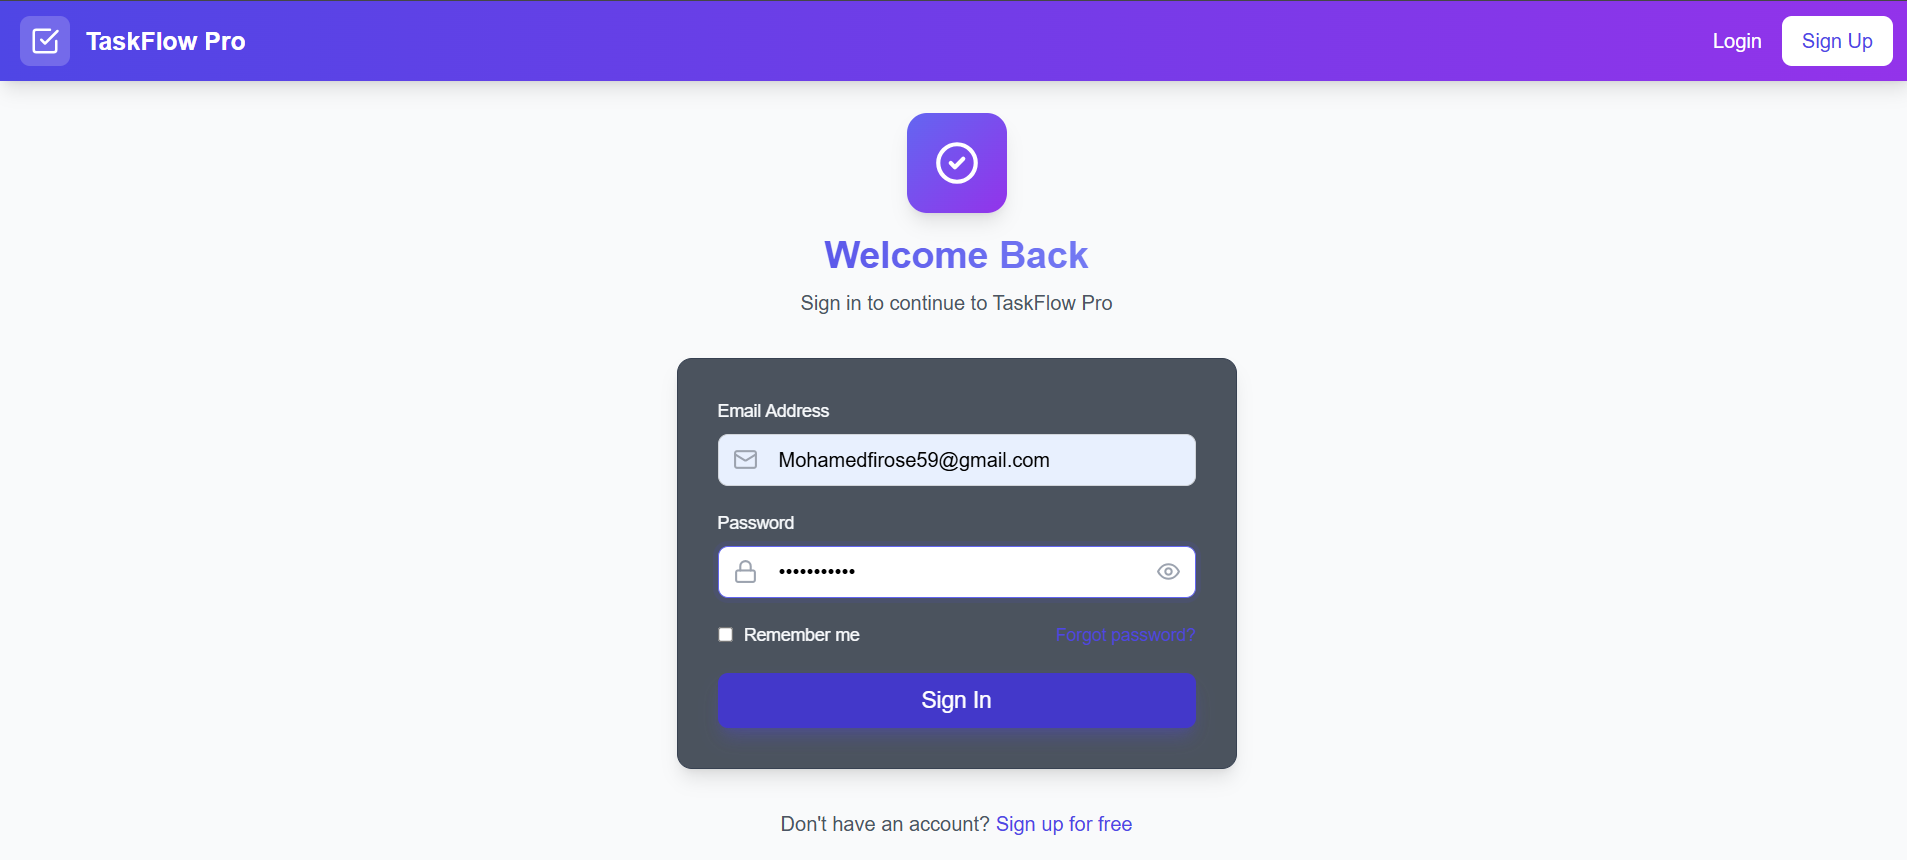 TaskFlow Pro
Login
Sign Up
Welcome Back
Sign in to continue to TaskFlow Pro
Email Address
Mohamedfirose59@gmail.com
Password
•••••••••••
Remember me
Forgot password?
Sign In
Don't have an account? Sign up for free